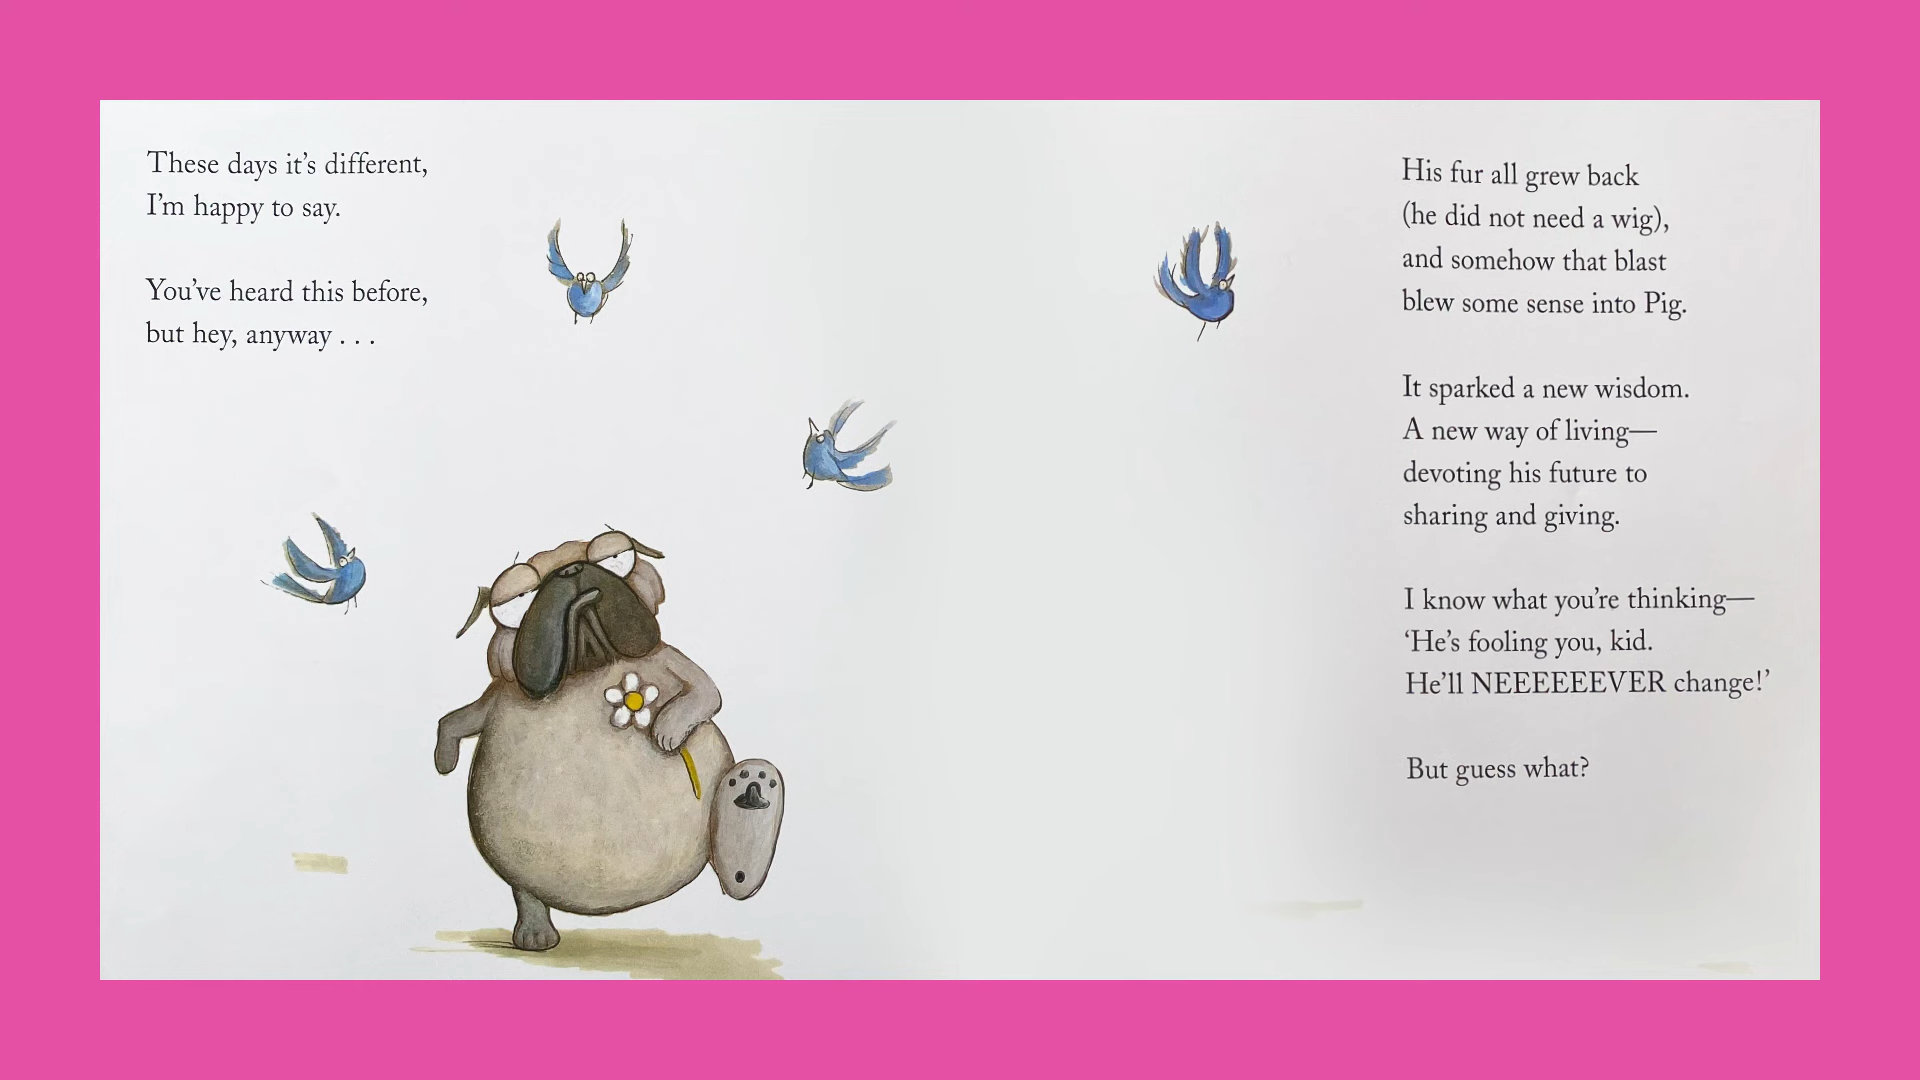 These days it's different,
I'm happy to say.
You've heard this before,
but hey, anyway . . .
His fur all grew back
(he did not need a wig),
and somehow that blast
blew some sense into Pig.
It sparked a new wisdom.
A new way of living—
devoting his future to
sharing and giving.
I know what you're thinking—
‘He's fooling you, kid.
He'll NEEEEEEVER change!’
But guess what?